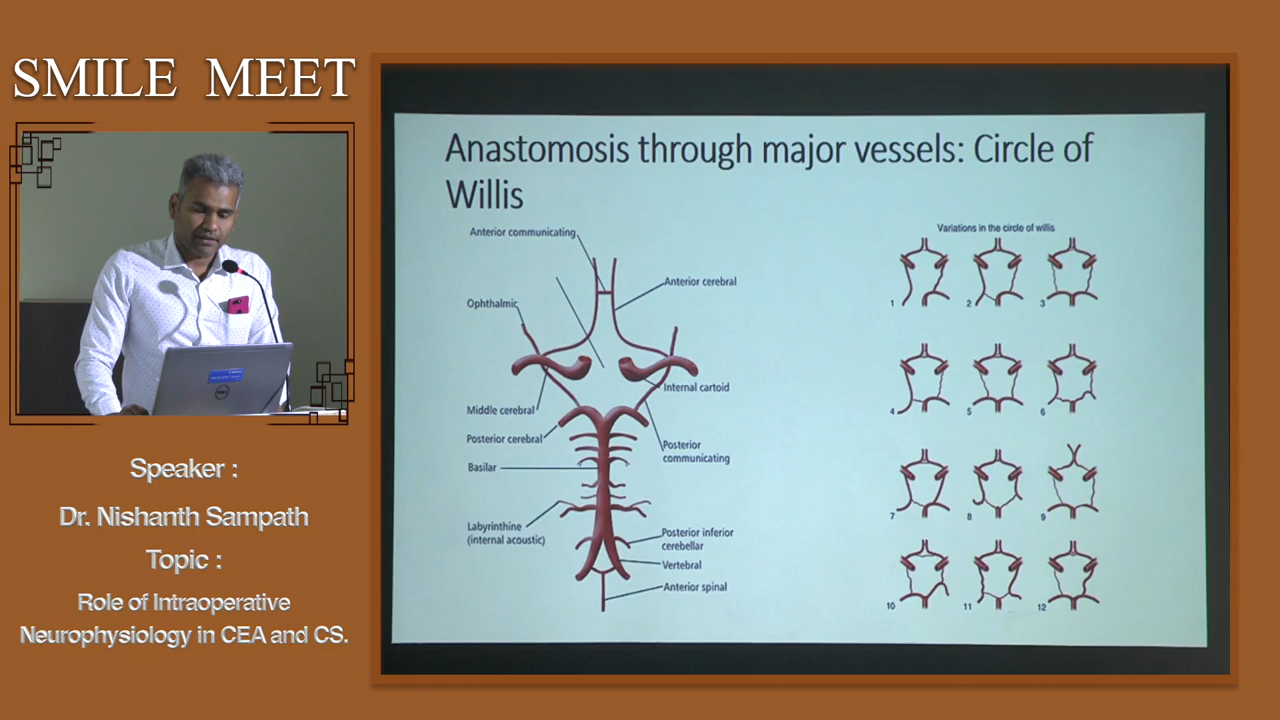 SMILE MEET
Speaker :
Dr. Nishanth Sampath
Topic :
Role of Intraoperative
Neurophysiology in CEA and CS.
Anastomosis through major vessels: Circle of
Willis
Anterior communicating
Anterior cerebral
Ophthalmic
Internal cartoid
Middle cerebral
Posterior cerebral
Posterior
communicating
Basilar
Labyrinthine
(internal acoustic)
Posterior inferior
cerebellar
Vertebral
Anterior spinal
Variations in the circle of willis
1
2
3
4
5
6
7
8
9
10
11
12
DELL